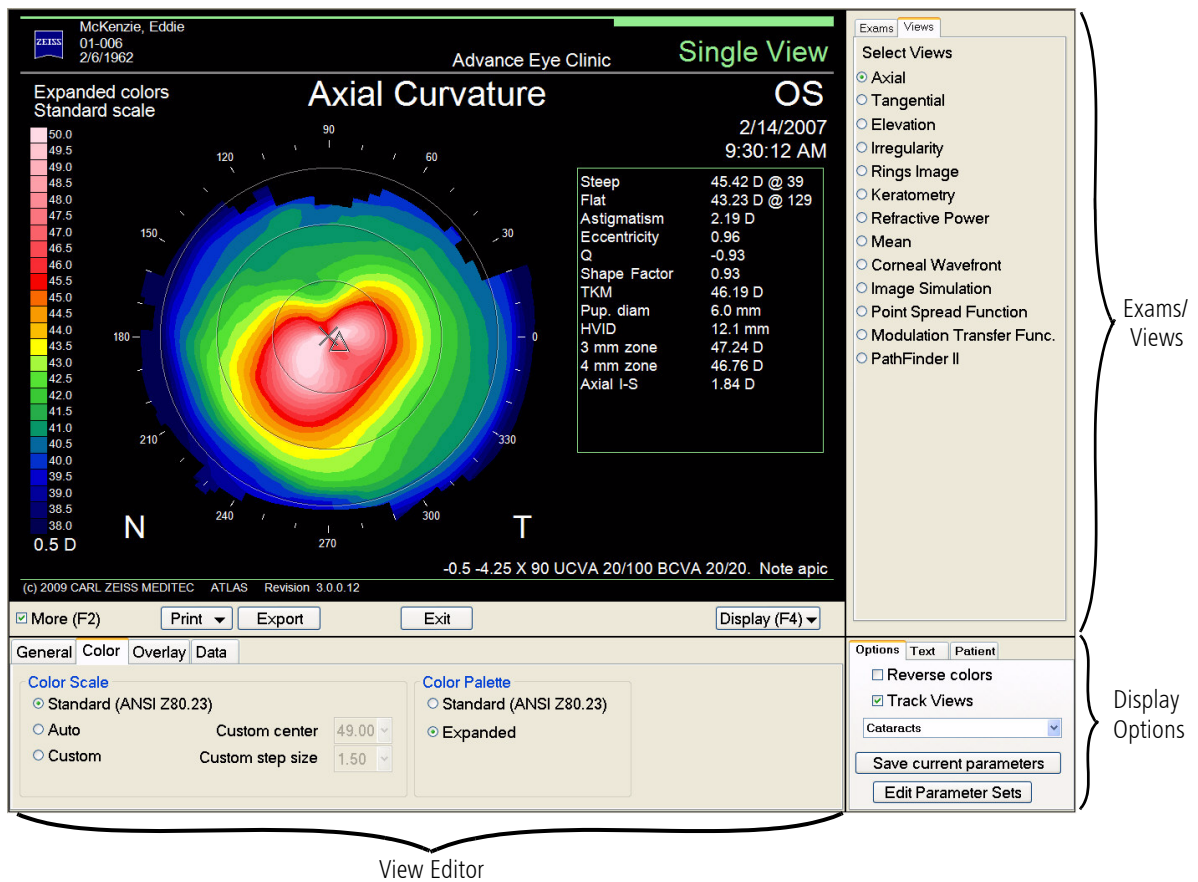 ZEISS
McKenzie, Eddie
01-006
2/6/1962
Advance Eye Clinic
Single View
Expanded colors
Standard scale
Axial Curvature
OS
2/14/2007
9:30:12 AM
50.0
49.5
49.0
48.5
48.0
47.5
47.0
46.5
46.0
45.5
45.0
44.5
44.0
43.5
43.0
42.5
42.0
41.5
41.0
40.5
40.0
39.5
39.0
38.5
38.0
0.5 D
90
120
60
150
30
180
0
210
330
240
300
270
N
T
Steep 45.42 D @ 39
Flat 43.23 D @ 129
Astigmatism 2.19 D
Eccentricity 0.96
Q -0.93
Shape Factor 0.93
TKM 46.19 D
Pup. diam 6.0 mm
HVID 12.1 mm
3 mm zone 47.24 D
4 mm zone 46.76 D
Axial I-S 1.84 D
-0.5 -4.25 X 90 UCVA 20/100 BCVA 20/20. Note apic
(c) 2009 CARL ZEISS MEDITEC ATLAS Revision 3.0.0.12
More (F2)
Print
Export
Exit
Display (F4)
Exams Views
Select Views
Axial
Tangential
Elevation
Irregularity
Rings Image
Keratometry
Refractive Power
Mean
Corneal Wavefront
Image Simulation
Point Spread Function
Modulation Transfer Func.
PathFinder II
Exams/
Views
General Color Overlay Data
Color Scale
Standard (ANSI Z80.23)
Auto
Custom
Custom center 49.00
Custom step size 1.50
Color Palette
Standard (ANSI Z80.23)
Expanded
Options Text Patient
Reverse colors
Track Views
Cataracts
Save current parameters
Edit Parameter Sets
Display
Options
View Editor